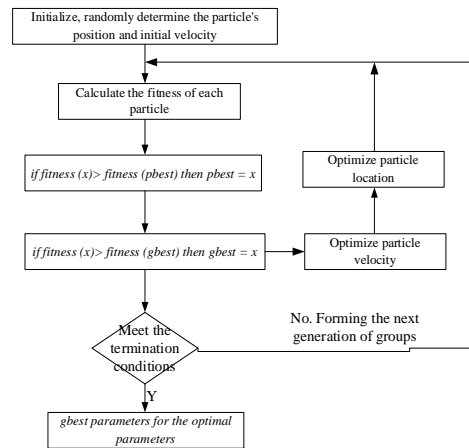 Initialize, randomly determine the particle's
position and initial velocity
Calculate the fitness of each
particle
if fitness (x)> fitness (pbest) then pbest = x
Optimize particle
location
if fitness (x)> fitness (gbest) then gbest = x
Optimize particle
velocity
Meet the
termination
conditions
No. Forming the next
generation of groups
Y
gbest parameters for the optimal
parameters